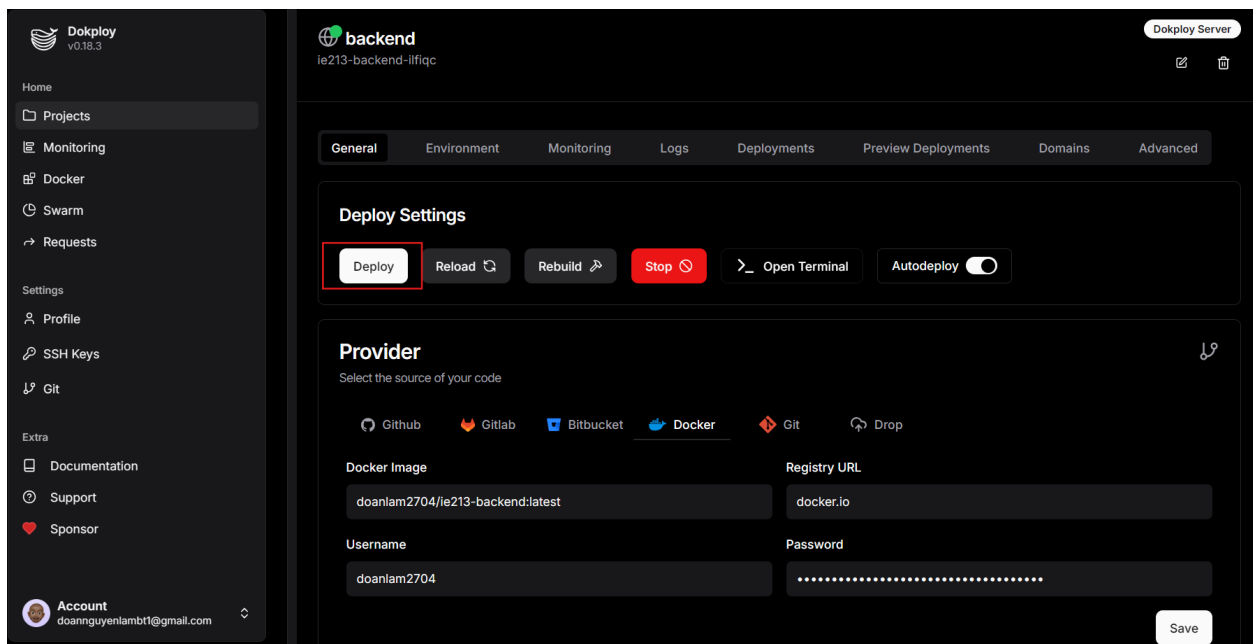 Dokploy
v0.18.3
Home
Projects
Monitoring
Docker
Swarm
Requests
Settings
Profile
SSH Keys
Git
Extra
Documentation
Support
Sponsor
Account
doannguyenlambt1@gmail.com
backend
ie213-backend-ilfiqc
Dokploy Server
General Environment Monitoring Logs Deployments Preview Deployments Domains Advanced
Deploy Settings
Deploy Reload Rebuild Stop Open Terminal Autodeploy
Provider
Select the source of your code
Github Gitlab Bitbucket Docker Git Drop
Docker Image Registry URL
doanlam2704/ie213-backend:latest docker.io
Username Password
doanlam2704 ••••••••••••••••••••••••••••••••••••
Save